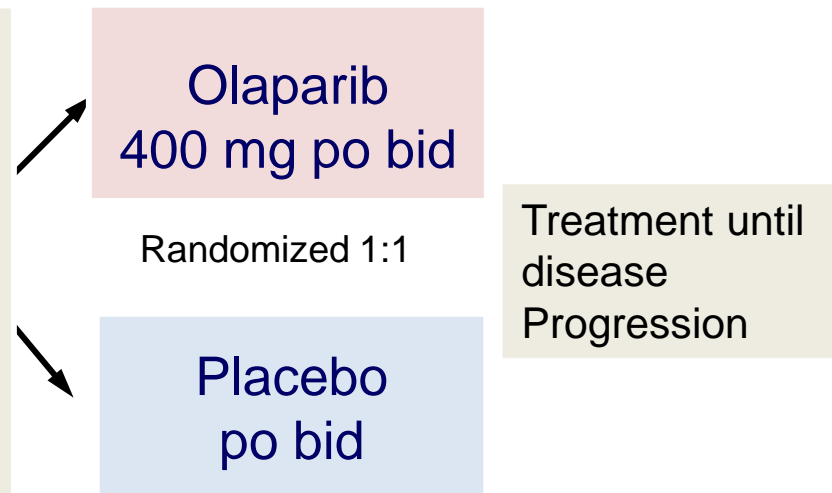 Olaparib
400 mg po bid
Randomized 1:1
Treatment until
disease
Progression
Placebo
po bid